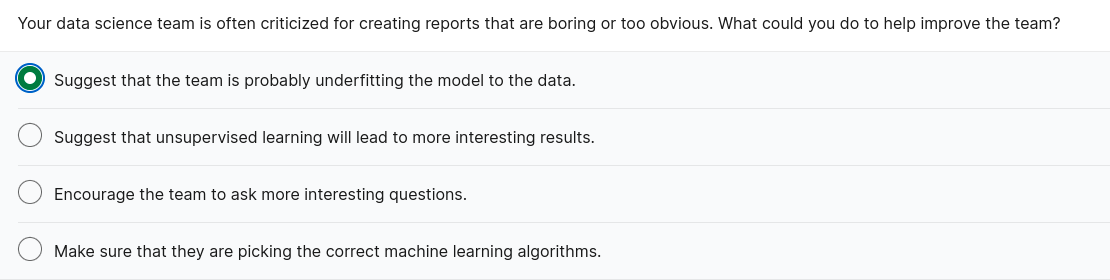 Your data science team is often criticized for creating reports that are boring or too obvious. What could you do to help improve the team?
Suggest that the team is probably underfitting the model to the data.
Suggest that unsupervised learning will lead to more interesting results.
Encourage the team to ask more interesting questions.
Make sure that they are picking the correct machine learning algorithms.